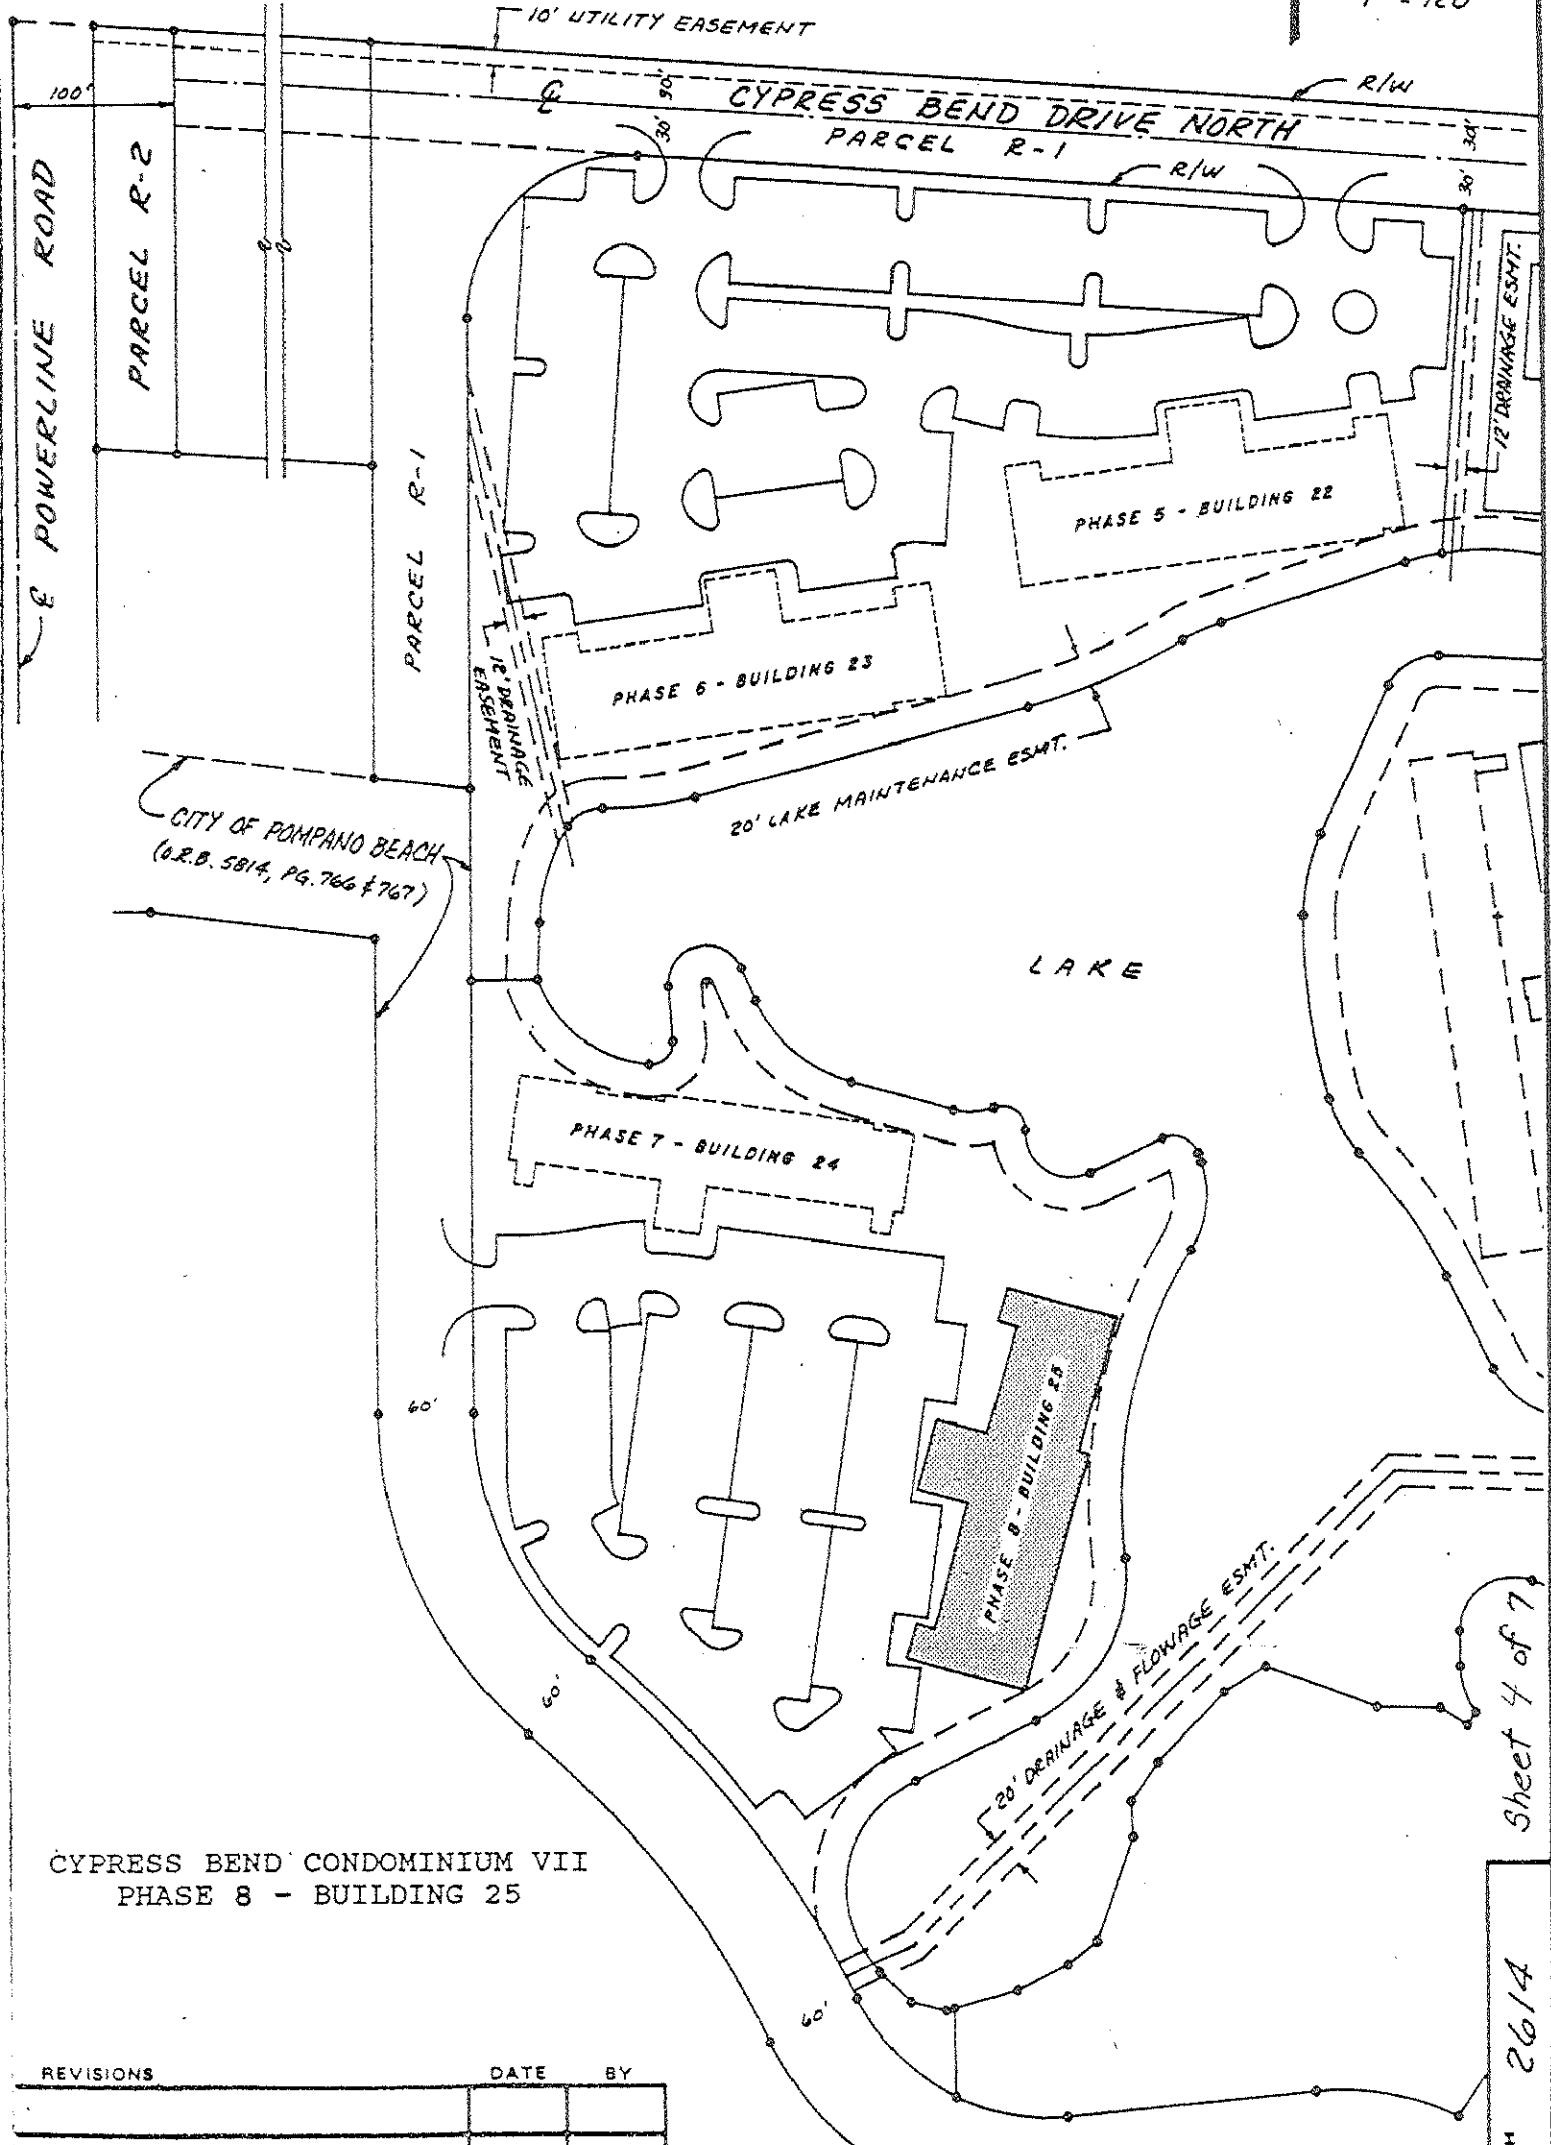 10' UTILITY EASEMENT
R/W
100'
℄
90'
CYPRESS BEND DRIVE NORTH
30'
PARCEL R-1
R/W
30'
30'
℄ POWERLINE ROAD
PARCEL R-2
PARCEL R-1
12' DRAINAGE ESMT.
PHASE 5 - BUILDING 22
PHASE 6 - BUILDING 23
12' DRAINAGE
EASEMENT
20' LAKE MAINTENANCE ESMT.
CITY OF POMPANO BEACH
(O.R.B. 5814, PG. 766 & 767)
LAKE
PHASE 7 - BUILDING 24
60'
PHASE 8 - BUILDING 25
20' DRAINAGE & FLOWAGE ESMT.
60'
Sheet 4 of 7
CYPRESS BEND CONDOMINIUM VII
PHASE 8 - BUILDING 25
60'
2614
REVISIONS DATE BY